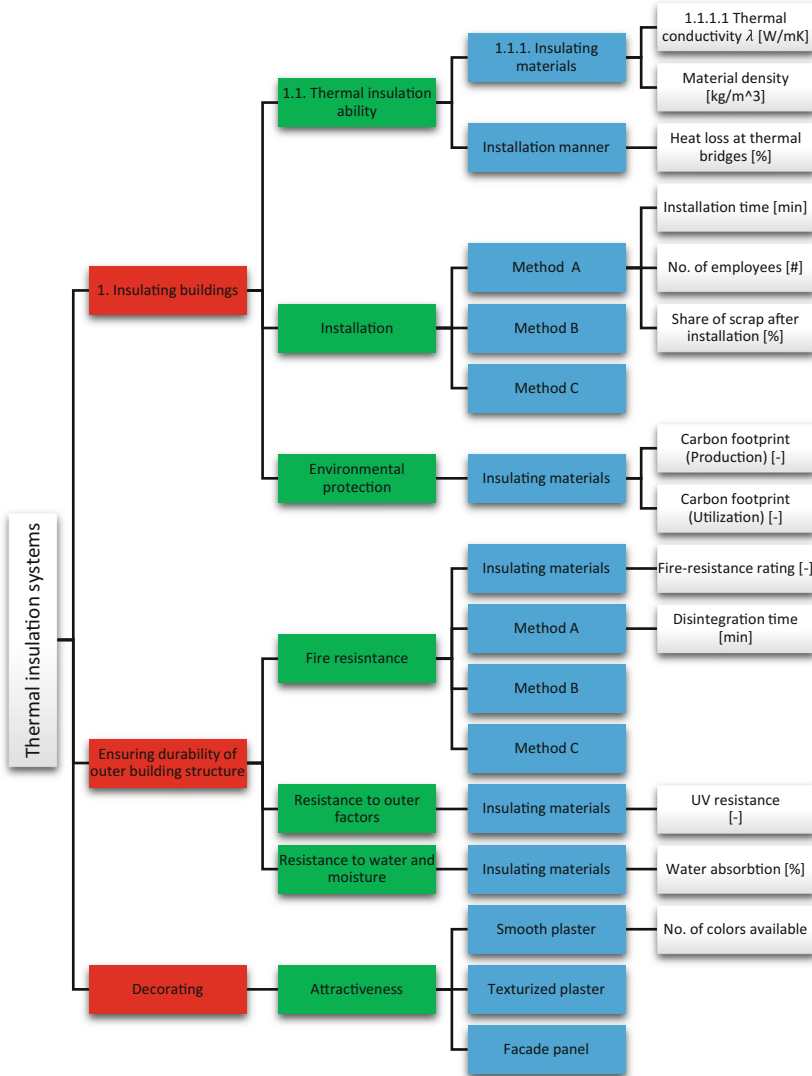 Thermal insulation systems
1. Insulating buildings
1.1. Thermal insulation
ability
1.1.1. Insulating
materials
1.1.1.1 Thermal
conductivity λ [W/mK]
Material density
[kg/m^3]
Installation manner
Heat loss at thermal
bridges [%]
Installation
Method  A
Installation time [min]
No. of employees [#]
Share of scrap after
installation [%]
Method B
Method C
Environmental
protection
Insulating materials
Carbon footprint
(Production) [-]
Carbon footprint
(Utilization) [-]
Ensuring durability of
outer building structure
Fire resisntance
Insulating materials
Fire-resistance rating [-]
Method A
Disintegration time
[min]
Method B
Method C
Resistance to outer
factors
Insulating materials
UV resistance
[-]
Resistance to water and
moisture
Insulating materials
Water absorbtion [%]
Decorating
Attractiveness
Smooth plaster
No. of colors available
Texturized plaster
Facade panel